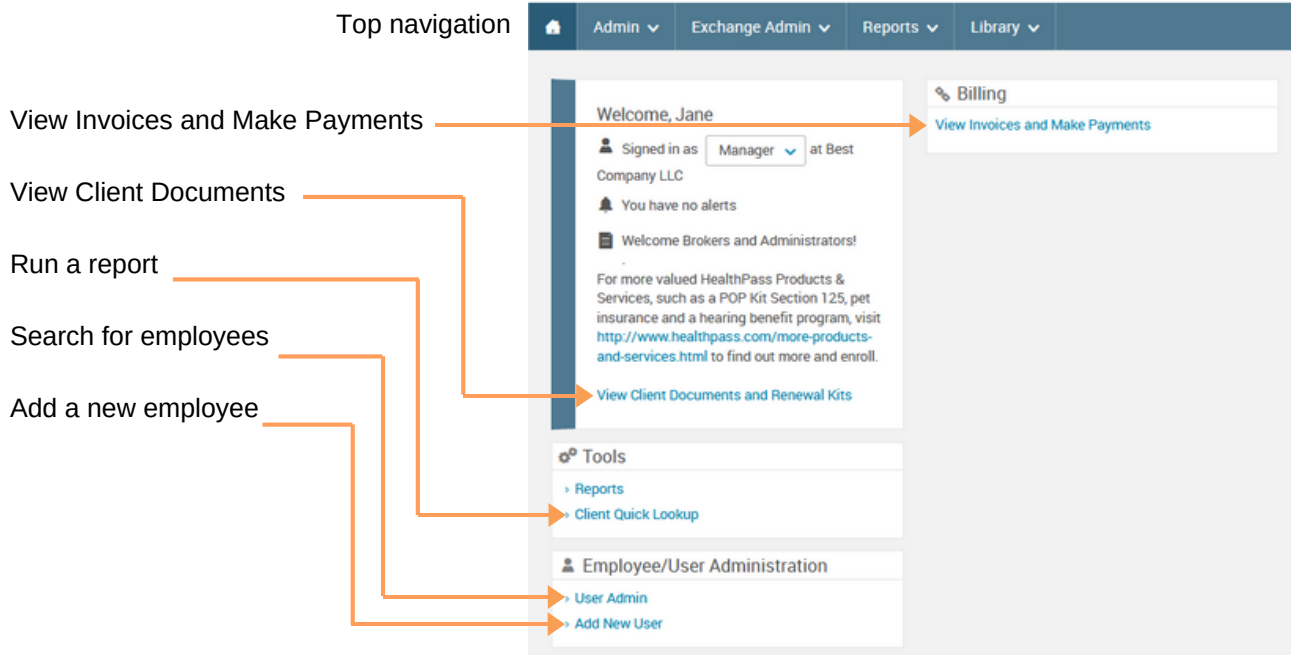 Top navigation
Admin
Exchange Admin
Reports
Library
View Invoices and Make Payments
View Client Documents
Run a report
Search for employees
Add a new employee
Welcome, Jane
Signed in as Manager at Best
Company LLC
You have no alerts
Welcome Brokers and Administrators!
.
For more valued HealthPass Products &
Services, such as a POP Kit Section 125, pet
insurance and a hearing benefit program, visit
http://www.healthpass.com/more-products-
and-services.html to find out more and enroll.
View Client Documents and Renewal Kits
Billing
View Invoices and Make Payments
Tools
› Reports
› Client Quick Lookup
Employee/User Administration
› User Admin
› Add New User